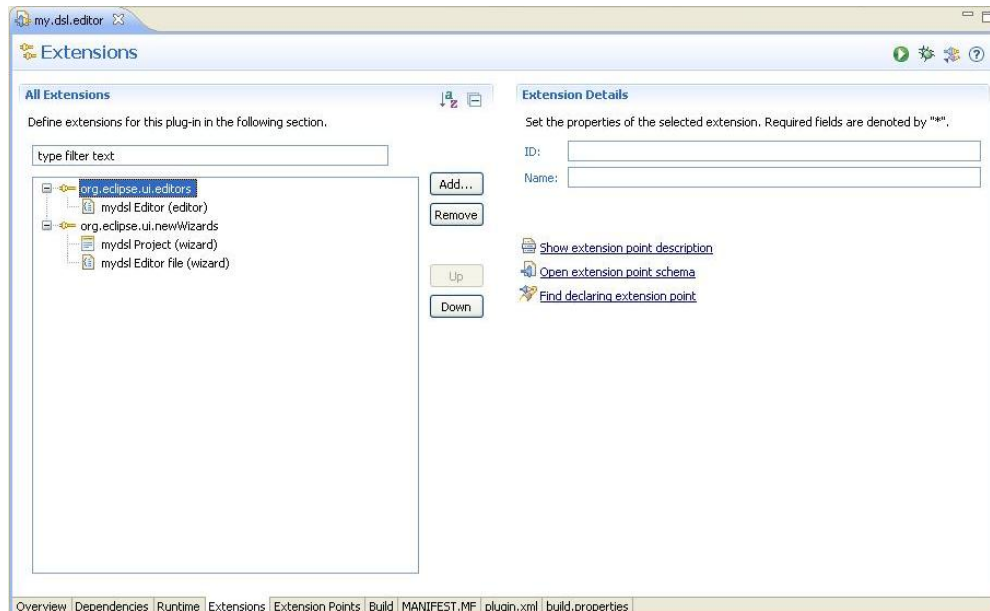 my.dsl.editor
Extensions
All Extensions
Define extensions for this plug-in in the following section.
type filter text
org.eclipse.ui.editors
mydsl Editor (editor)
org.eclipse.ui.newWizards
mydsl Project (wizard)
mydsl Editor file (wizard)
Add...
Remove
Up
Down
Extension Details
Set the properties of the selected extension. Required fields are denoted by "*".
ID:
Name:
Show extension point description
Open extension point schema
Find declaring extension point
Overview Dependencies Runtime Extensions Extension Points Build MANIFEST.MF plugin.xml build.properties